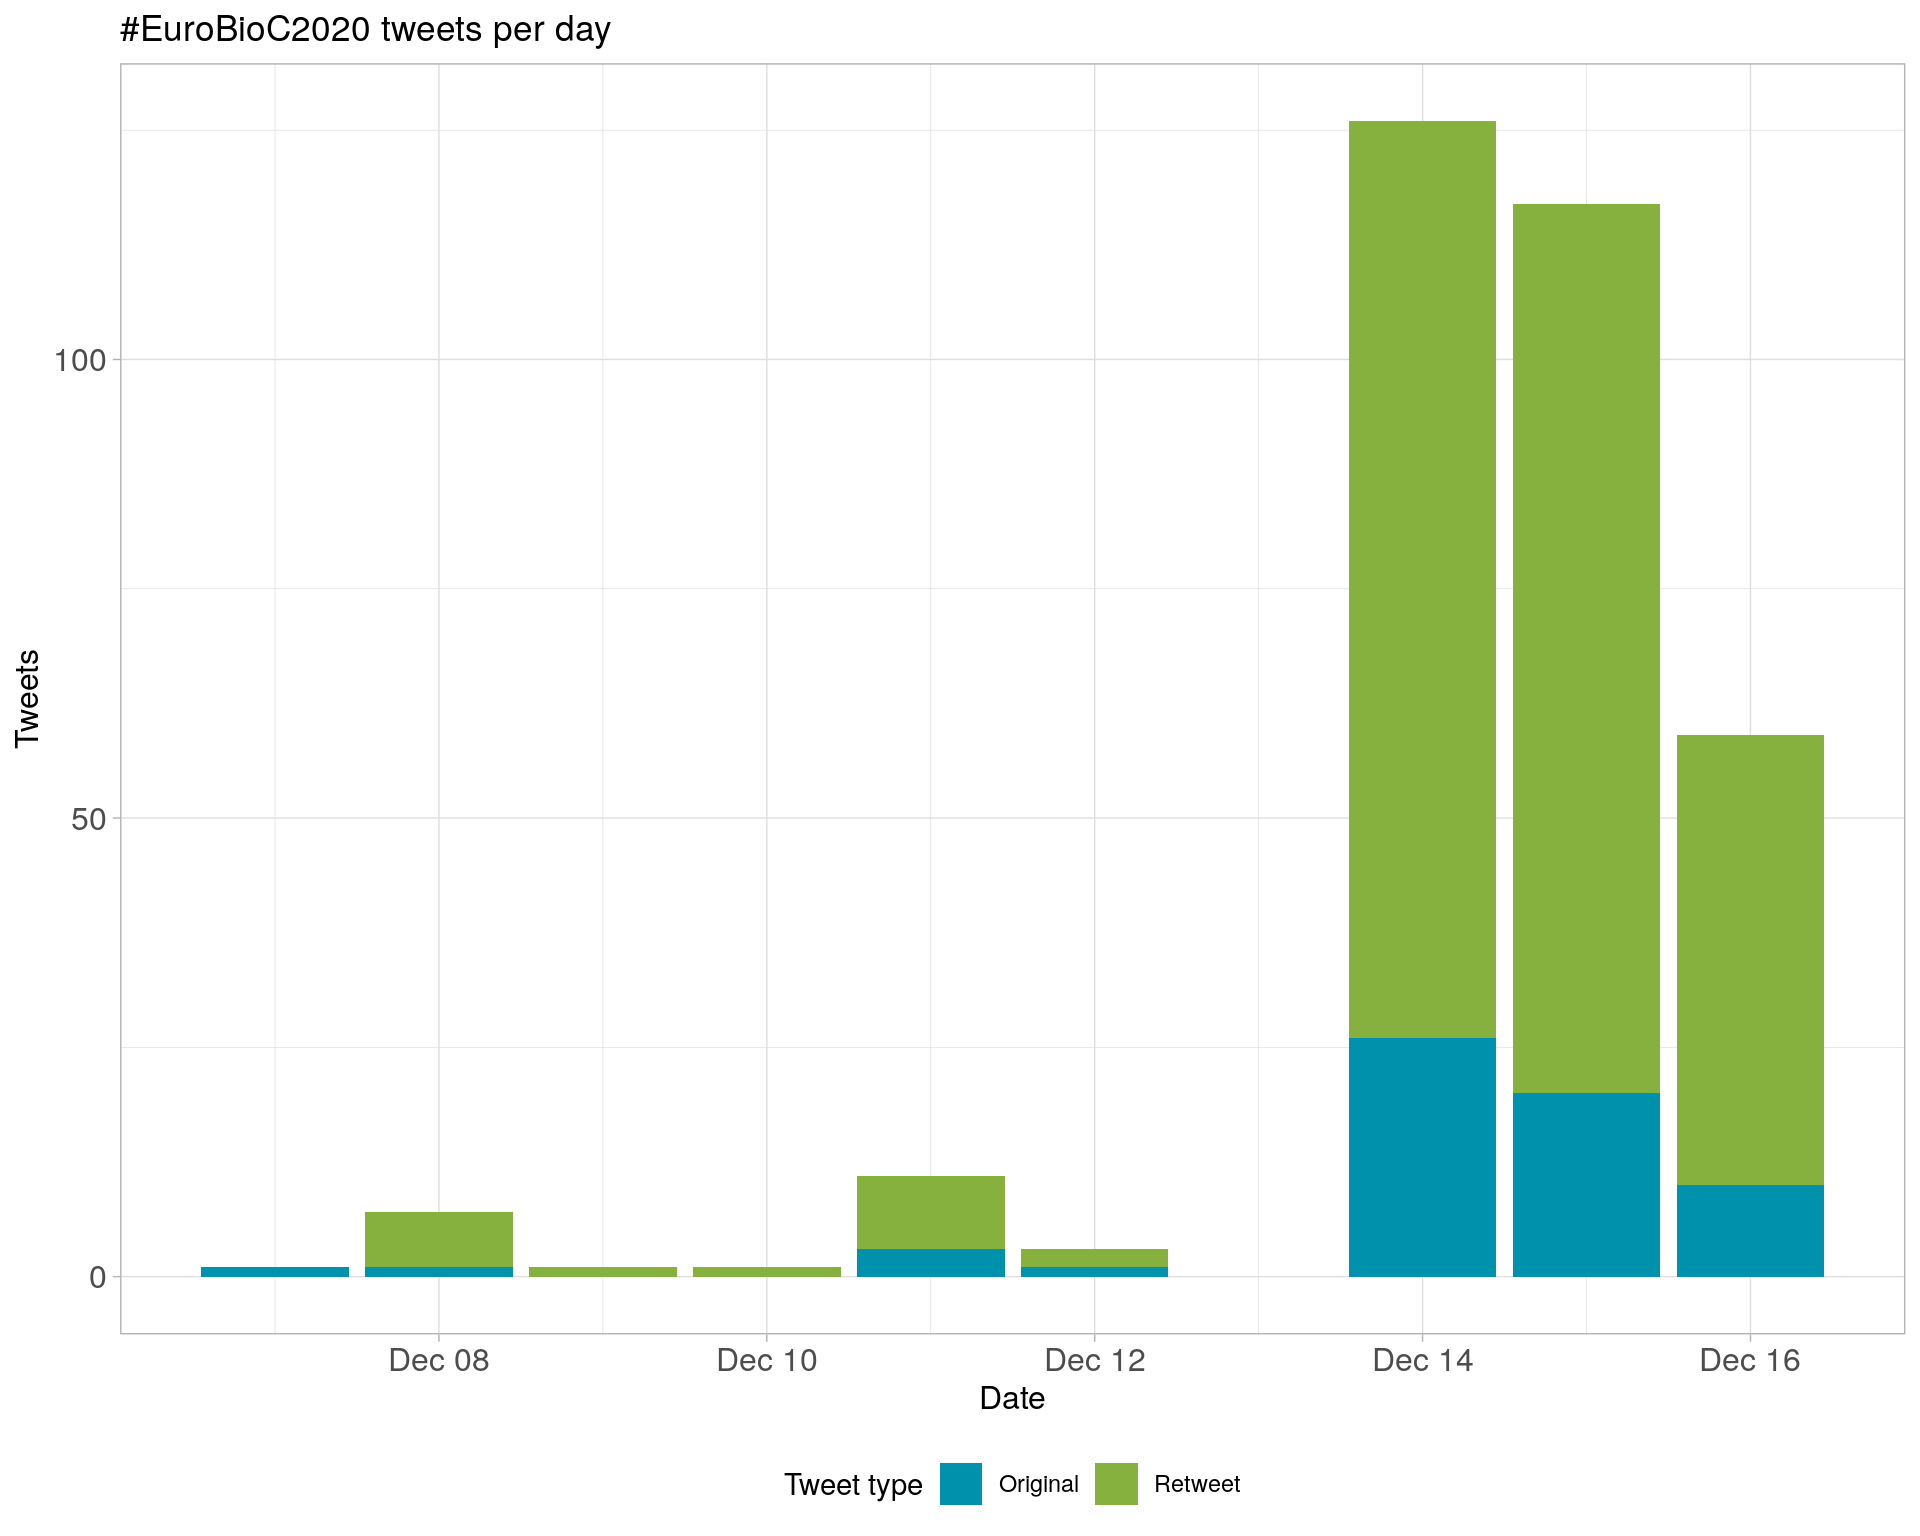 #EuroBioC2020 tweets per day
Tweets
100
50
0
Dec 08
Dec 10
Dec 12
Dec 14
Dec 16
Date
Tweet type
Original
Retweet